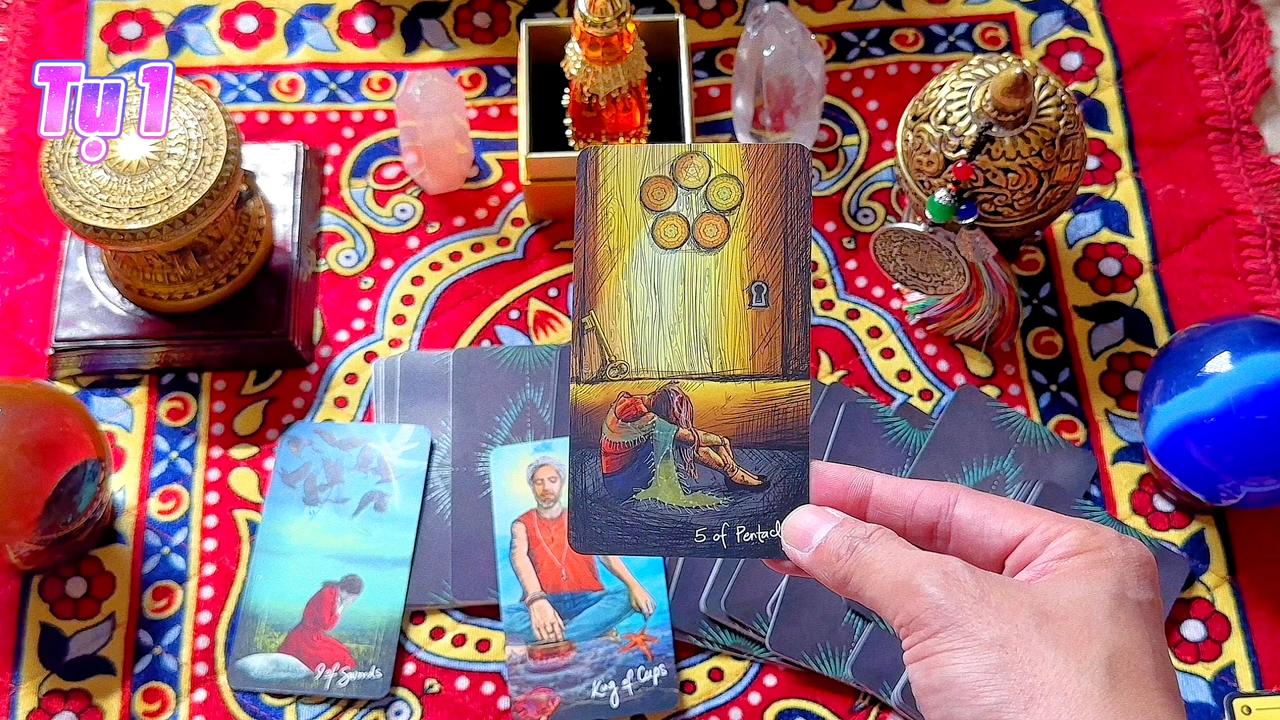 Tụ 1
5 of Pentacl
9 of Swords
King of Cups